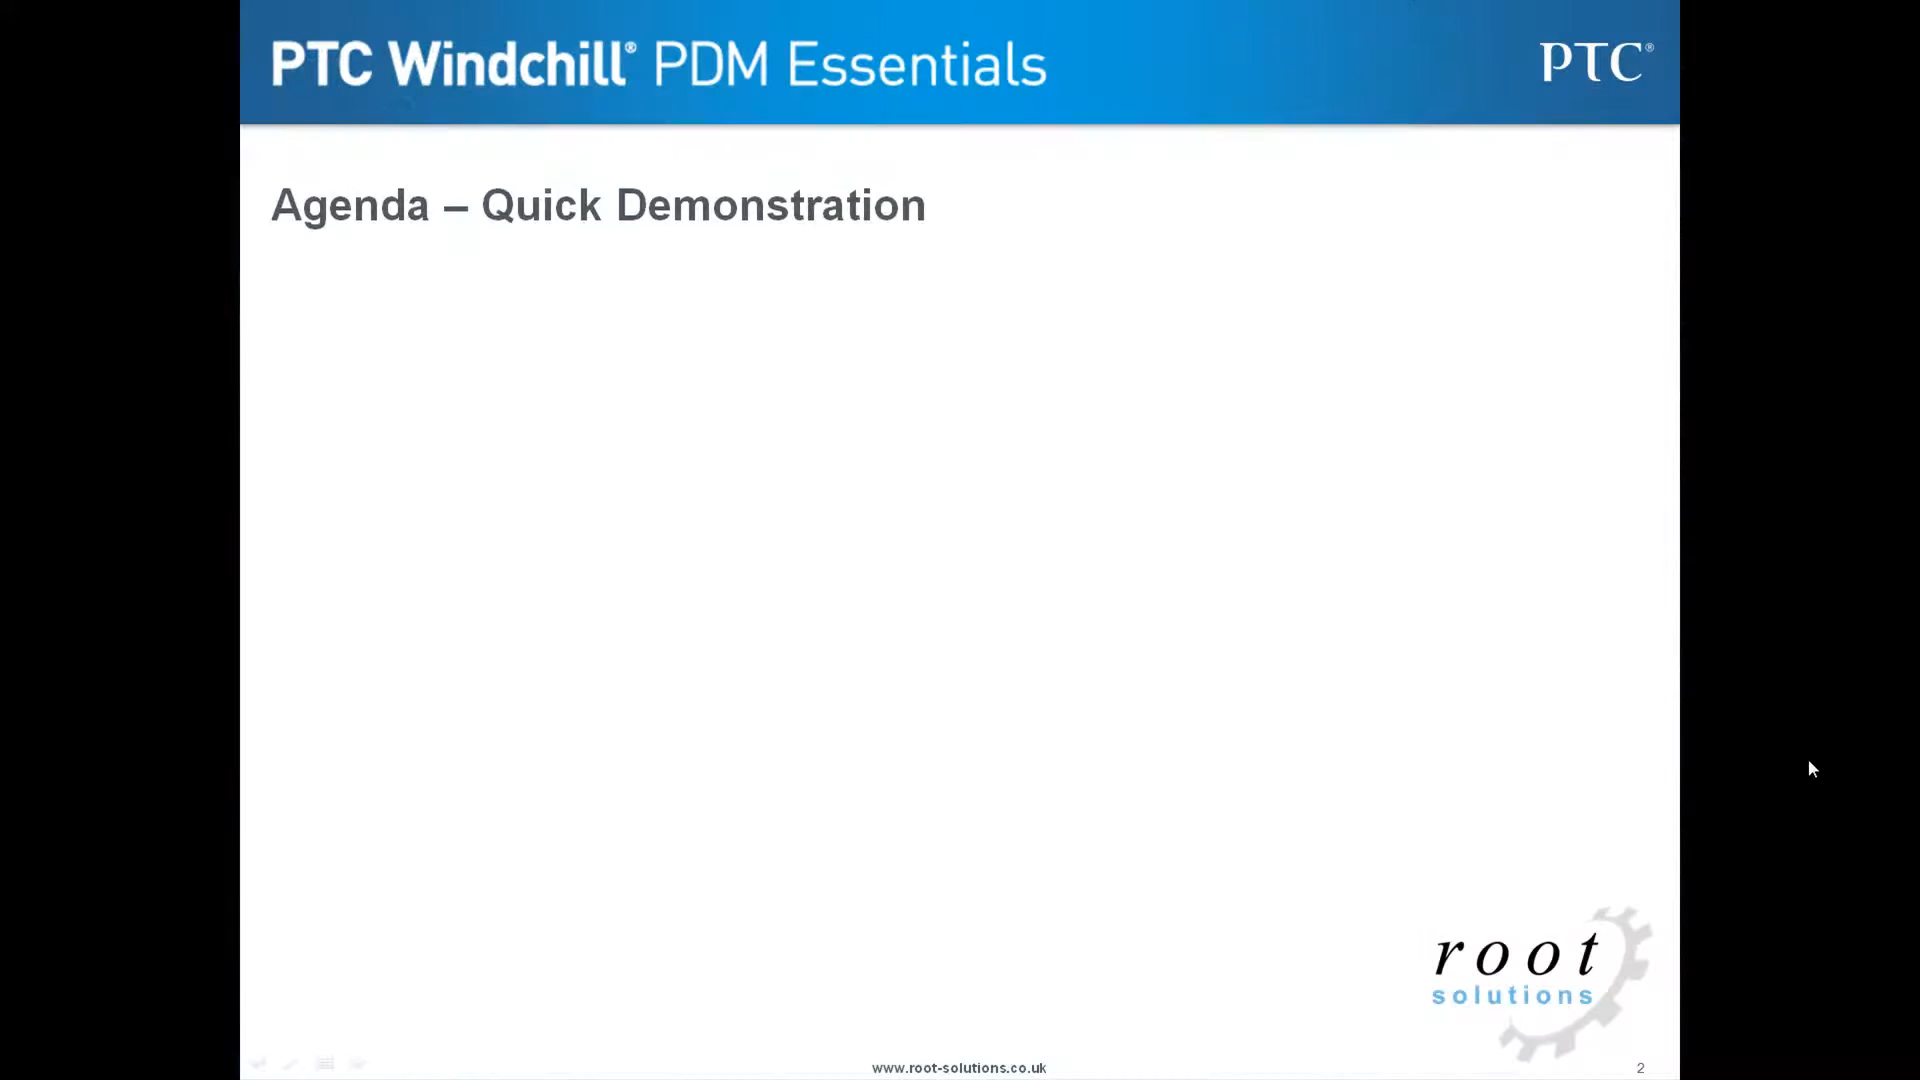 PTC Windchill® PDM Essentials
PTC®
Agenda – Quick Demonstration
root
solutions
www.root-solutions.co.uk
2